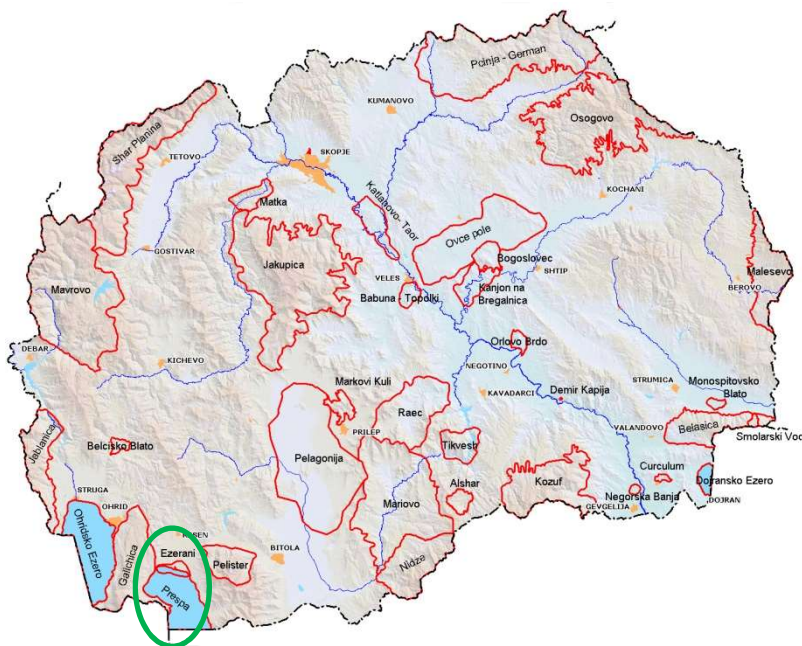 Pcinja - German
KUMANOVO
Osogovo
Shar Planina
SKOPJE
TETOVO
KOCHANI
Matka
Katlanovo- Taor
Ovce pole
GOSTIVAR
Jakupica
Bogoslovec
SHTIP
Malesevo
VELES
Kanjon na
Bregalnica
Mavrovo
BEROVO
Babuna - Topolki
Orlovo Brdo
DEBAR
KICHEVO
NEGOTINO
Markovi Kuli
Demir Kapija
STRUMICA
Monospitovsko
Blato
KAVADARCI
Raec
PRILEP
VALANDOVO
Belasica
Smolarski Vod
Jablanica
Belcisko Blato
Tikvesh
Pelagonija
Curculum
Dojransko Ezero
STRUGA
Alshar
Kozuf
Mariovo
Negorska Banja
DOJRAN
OHRID
GEVGELIJA
Ohridsko Ezero
Galichica
Ezerani
BITOLA
Pelister
Nidze
Prespa